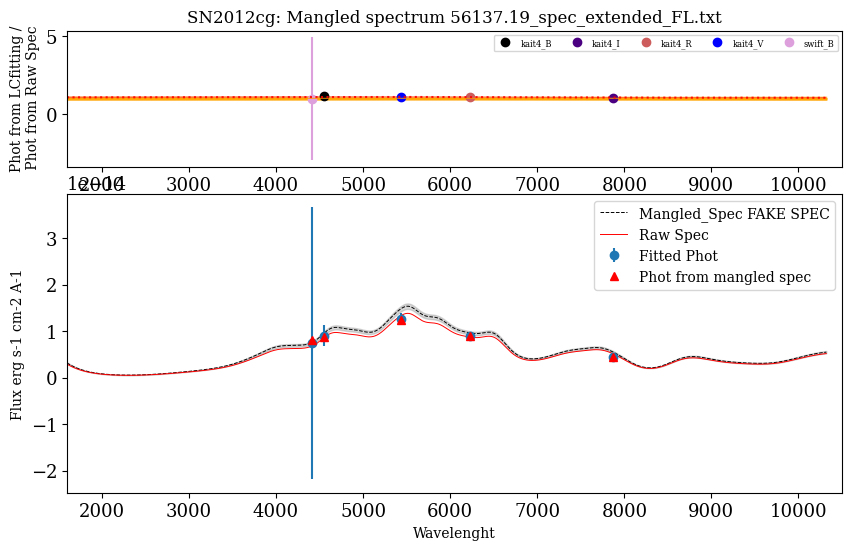 SN2012cg: Mangled spectrum 56137.19_spec_extended_FL.txt
Phot from LCfitting /
Phot from Raw Spec
5
0
kait4_B kait4_I kait4_R kait4_V swift_B
2000 3000 4000 5000 6000 7000 8000 9000 10000
1e−14
Flux erg s-1 cm-2 A-1
3
2
1
0
−1
−2
Mangled_Spec FAKE SPEC
Raw Spec
Fitted Phot
Phot from mangled spec
2000 3000 4000 5000 6000 7000 8000 9000 10000
Wavelenght